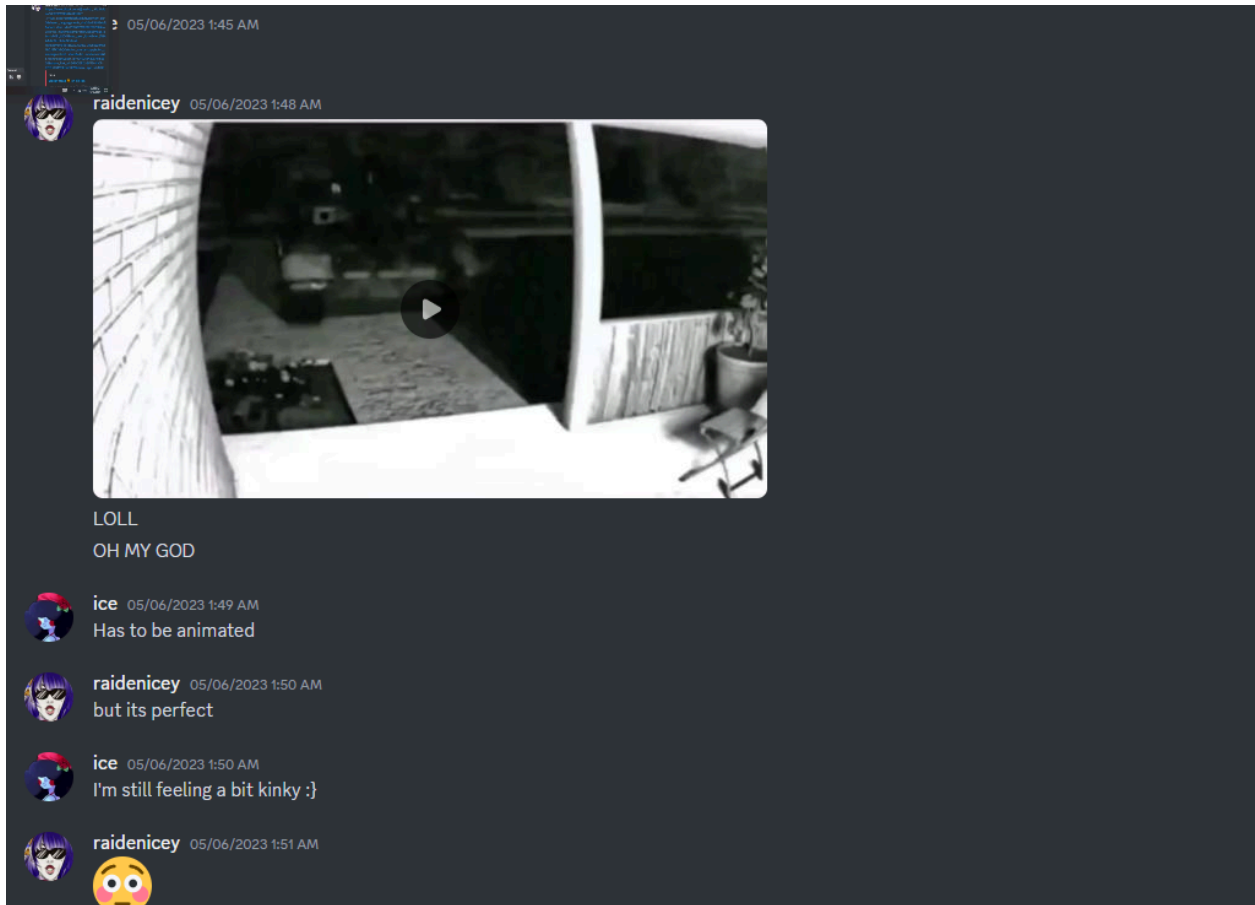 e 05/06/2023 1:45 AM
raidenicey 05/06/2023 1:48 AM
LOLL
OH MY GOD
ice 05/06/2023 1:49 AM
Has to be animated
raidenicey 05/06/2023 1:50 AM
but its perfect
ice 05/06/2023 1:50 AM
I'm still feeling a bit kinky :}
raidenicey 05/06/2023 1:51 AM